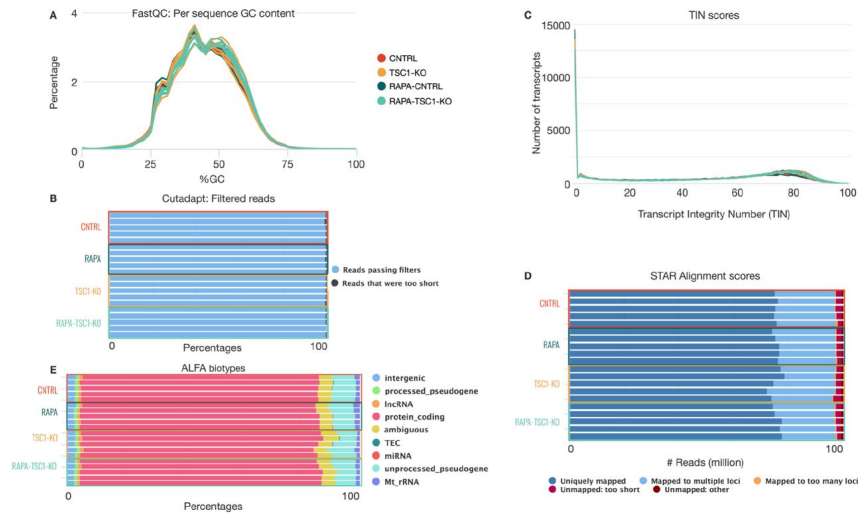 A
FastQC: Per sequence GC content
4
2
0
Percentage
0
25
50
75
100
%GC
CNTRL
TSC1-KO
RAPA-CNTRL
RAPA-TSC1-KO
B
Cutadapt: Filtered reads
CNTRL
RAPA
TSC1-KO
RAPA-TSC1-KO
0
100
Percentages
Reads passing filters
Reads that were too short
E
ALFA biotypes
CNTRL
RAPA
TSC1-KO
RAPA-TSC1-KO
0
100
Percentages
intergenic
processed_pseudogene
lncRNA
protein_coding
ambiguous
TEC
miRNA
unprocessed_pseudogene
Mt_rRNA
C
TIN scores
15000
10000
5000
0
Number of transcripts
0
20
40
60
80
100
Transcript Integrity Number (TIN)
D
STAR Alignment scores
CNTRL
RAPA
TSC1-KO
RAPA-TSC1-KO
0
100
# Reads (million)
Uniquely mapped
Mapped to multiple loci
Mapped to too many loci
Unmapped: too short
Unmapped: other